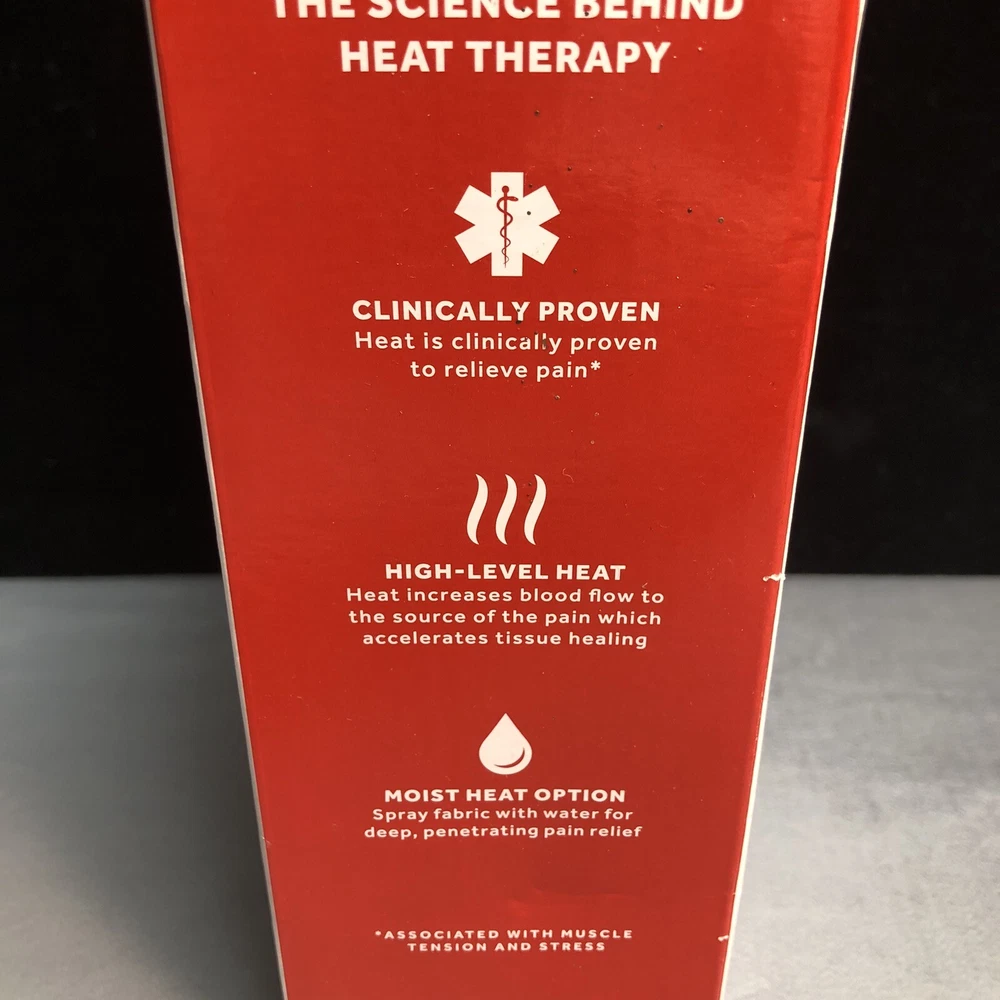 THE SCIENCE BEHIND
HEAT THERAPY
CLINICALLY PROVEN
Heat is clinically proven
to relieve pain*
HIGH-LEVEL HEAT
Heat increases blood flow to
the source of the pain which
accelerates tissue healing
MOIST HEAT OPTION
Spray fabric with water for
deep, penetrating pain relief
*ASSOCIATED WITH MUSCLE
TENSION AND STRESS